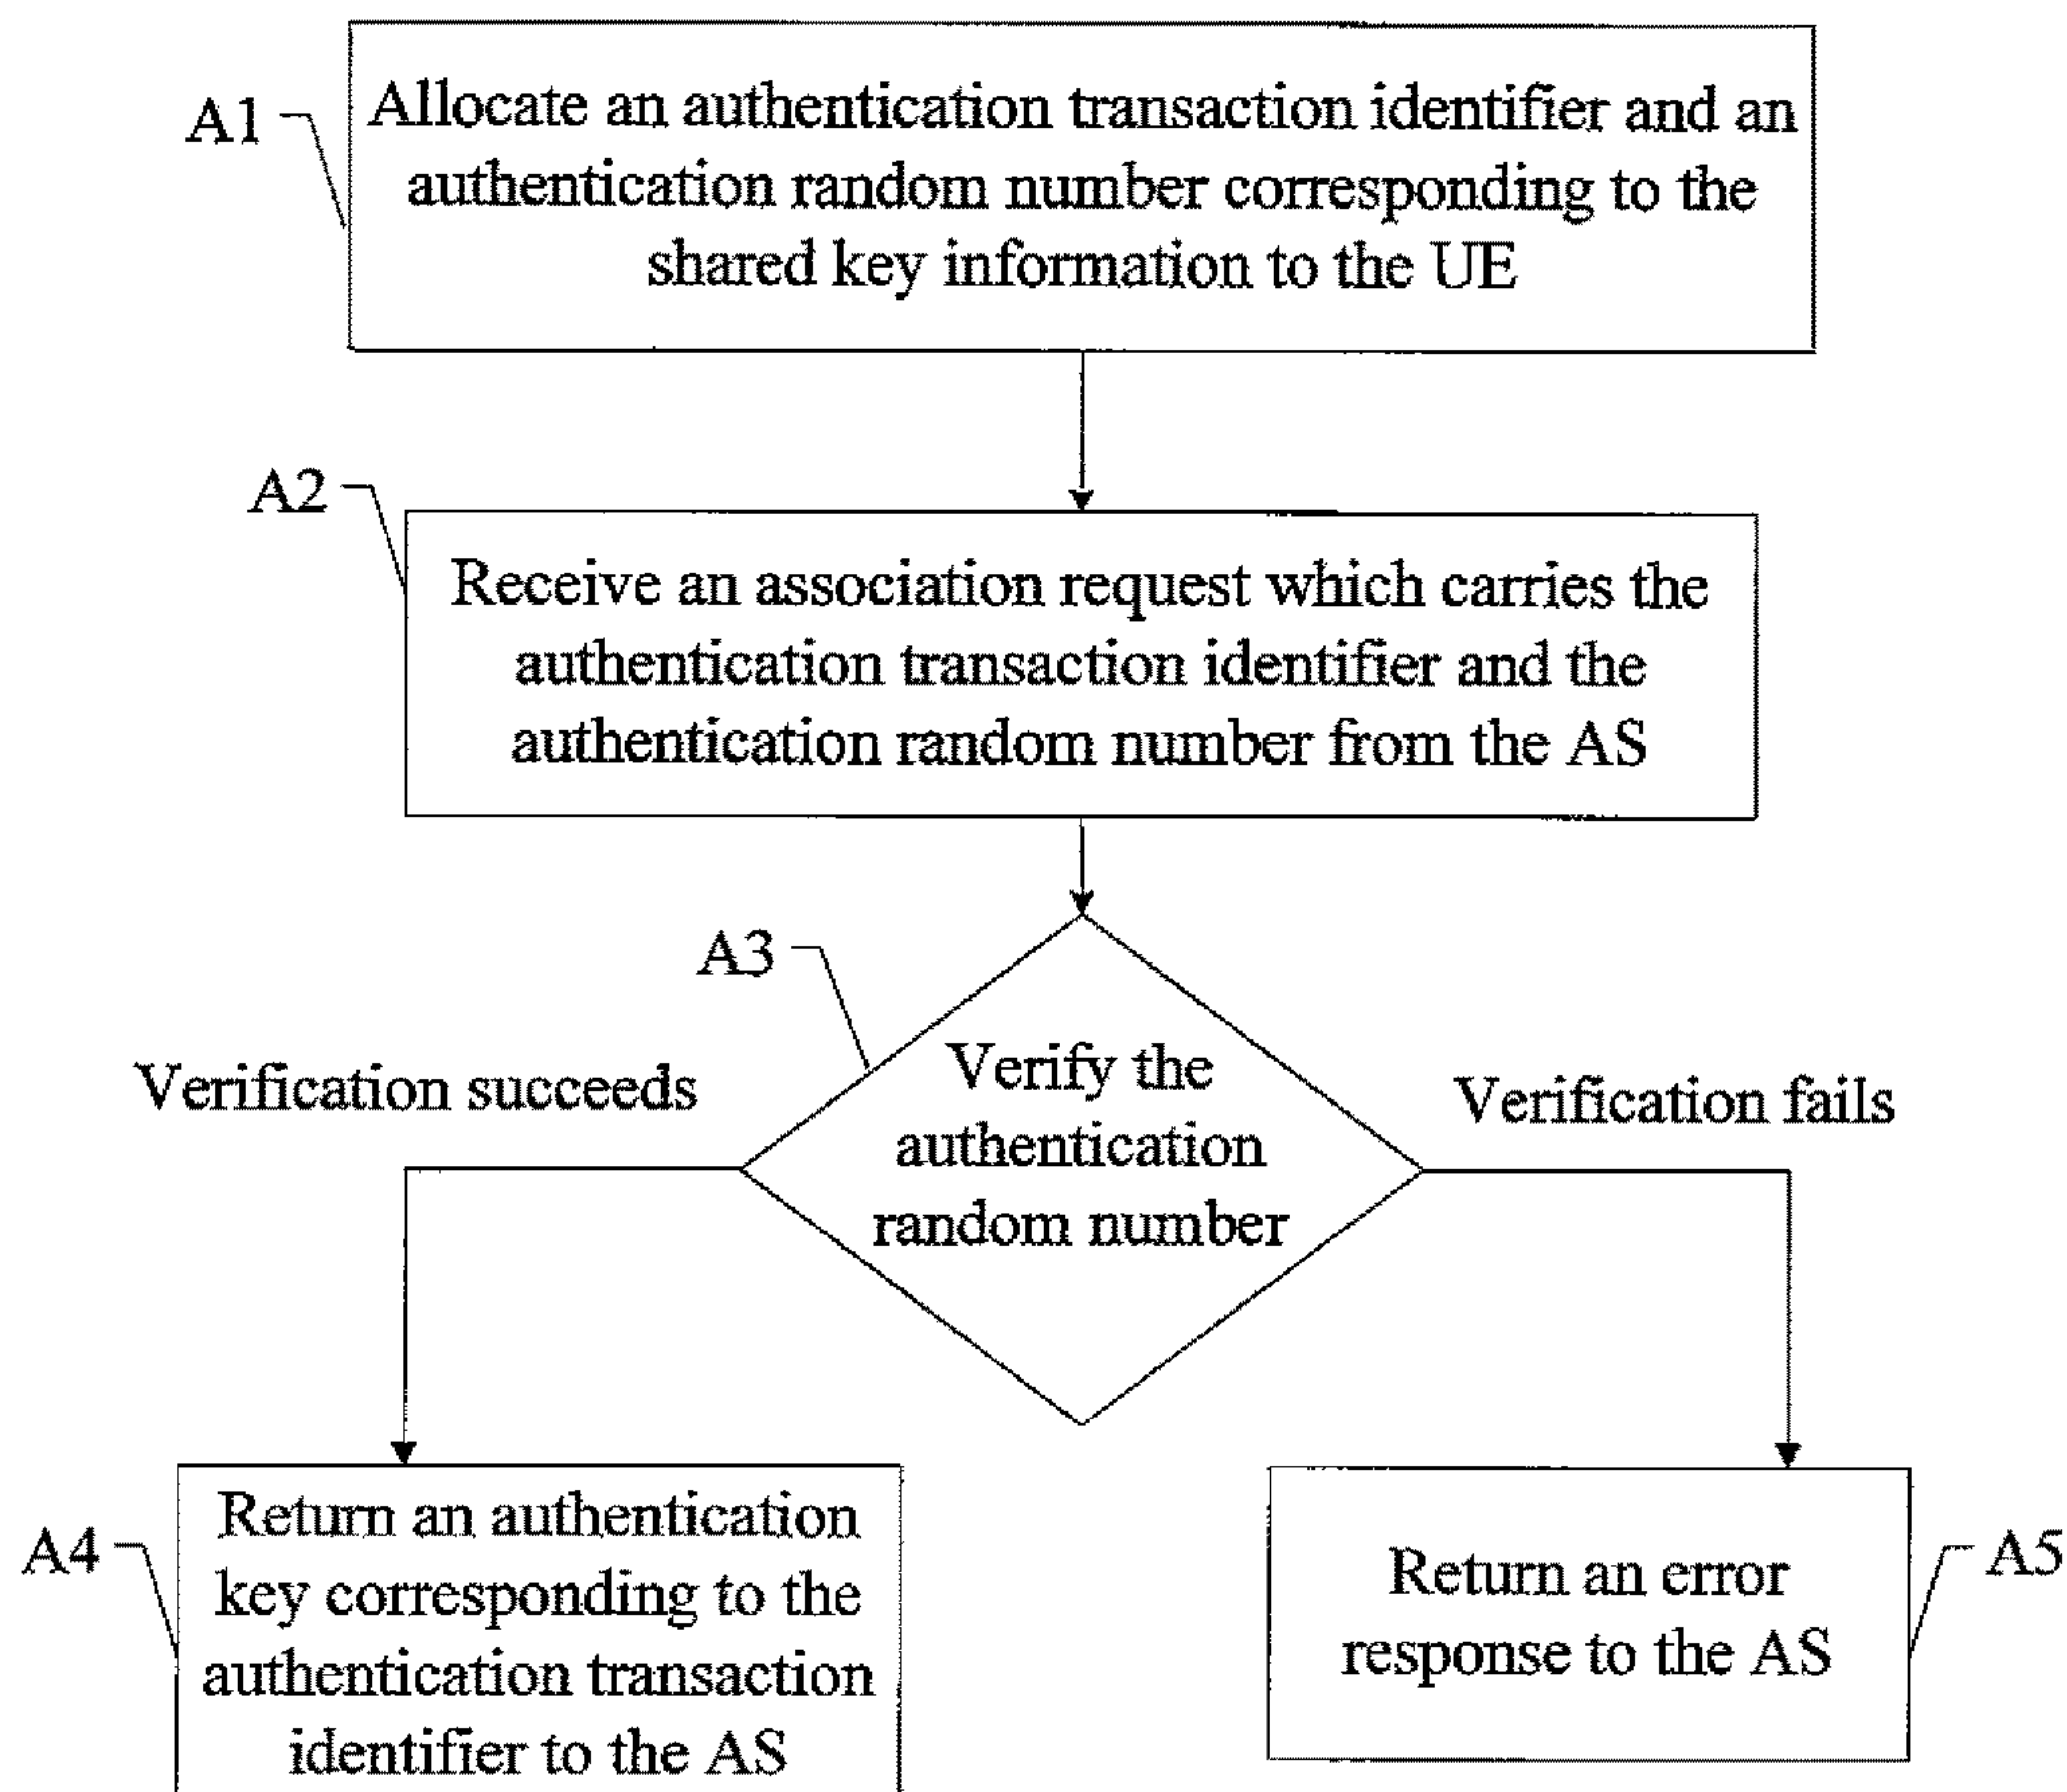 A1
Allocate an authentication transaction identifier and an
authentication random number corresponding to the
shared key information to the UE
A2
Receive an association request which carries the
authentication transaction identifier and the
authentication random number from the AS
A3
Verify the
authentication
random number
Verification succeeds
Verification fails
A4
Return an authentication
key corresponding to the
authentication transaction
identifier to the AS
Return an error
response to the AS
A5